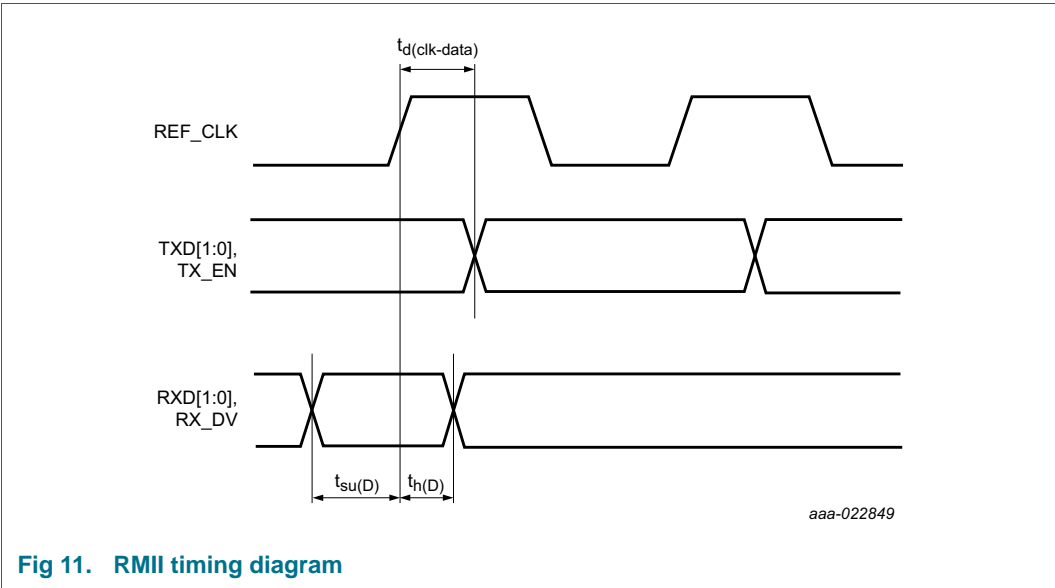 td(clk-data)
REF_CLK
TXD[1:0],
TX_EN
RXD[1:0],
RX_DV
tsu(D)
th(D)
aaa-022849
Fig 11. RMII timing diagram